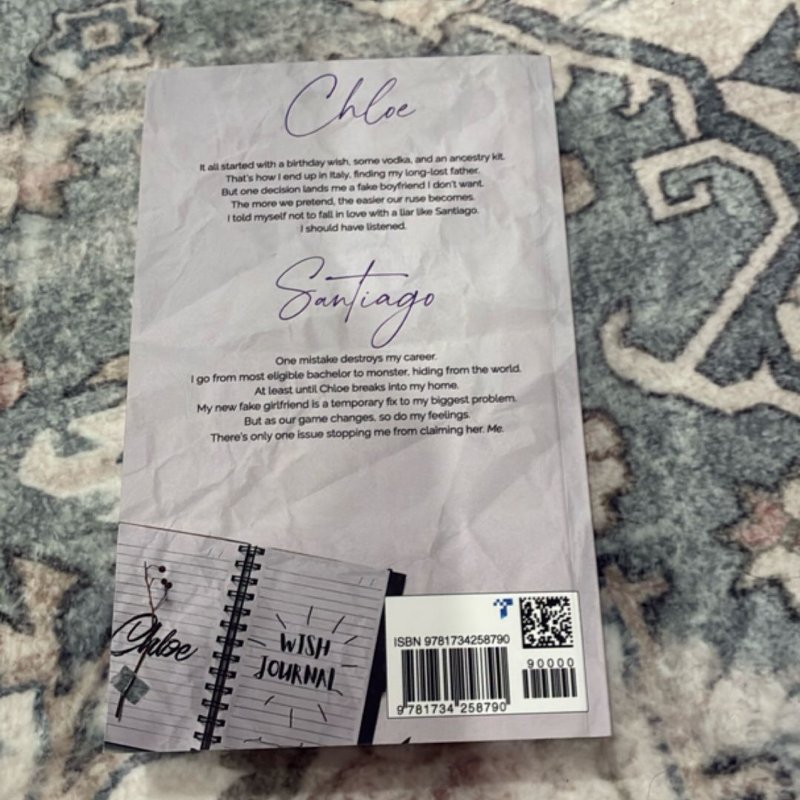 Chloe
It all started with a birthday wish, some vodka, and an ancestry kit.
That's how I end up in Italy, finding my long-lost father.
But one decision lands me a fake boyfriend I don't want.
The more we pretend, the easier our ruse becomes.
I told myself not to fall in love with a liar like Santiago.
I should have listened.
Santiago
One mistake destroys my career.
I go from most eligible bachelor to monster, hiding from the world.
At least until Chloe breaks into my home.
My new fake girlfriend is a temporary fix to my biggest problem.
But as our game changes, so do my feelings.
There's only one issue stopping me from claiming her. Me.
Chloe
WISH
JOURNAL
ISBN 9781734258790
90000
9 781734 258790